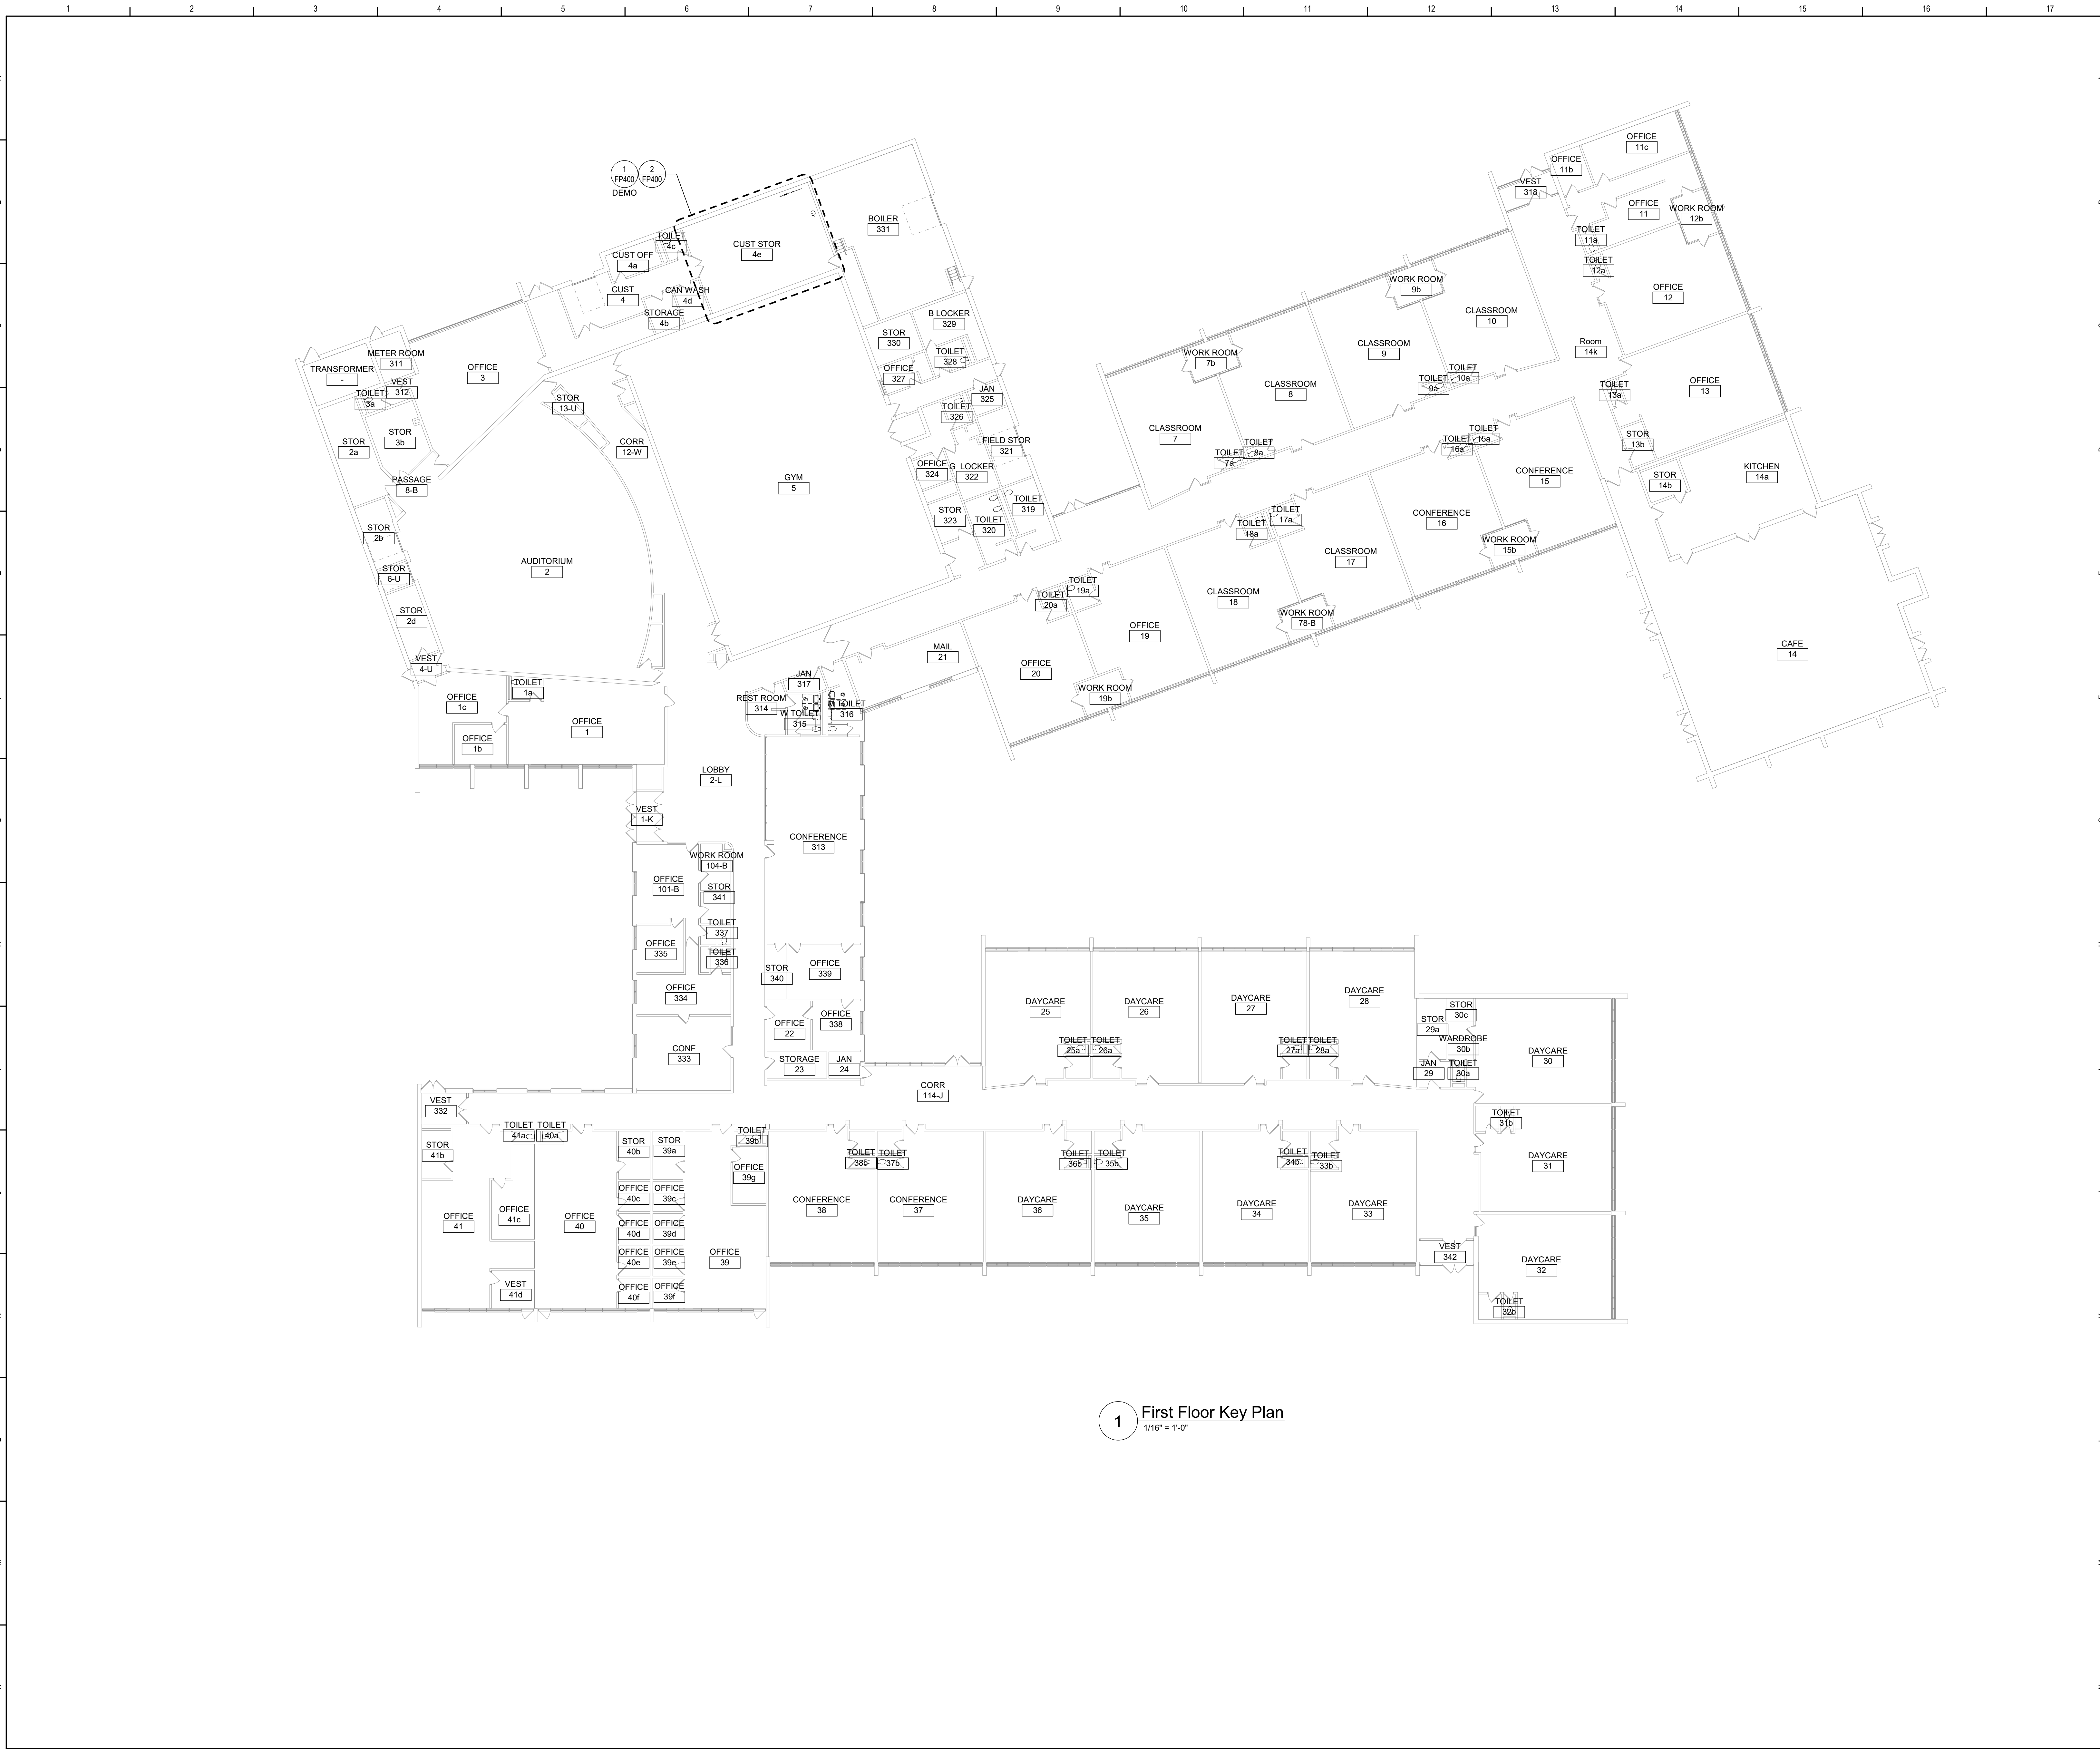 1 2 3 4 5 6 7 8 9 10 11 12 13 14 15 16 17
1 2
FP400 FP400
DEMO
BOILER
331
CUST STOR
4e
TOILET
4c
CUST OFF
4a
CUST
4
CAN WASH
4d
STORAGE
4b
METER ROOM
311
TRANSFORMER
-
VEST
312
TOILET
3a
OFFICE
3
STOR
3b
STOR
2a
STOR
13-U
CORR
12-W
PASSAGE
8-B
STOR
2b
STOR
6-U
STOR
2d
VEST
4-U
AUDITORIUM
2
GYM
5
B LOCKER
329
STOR
330
TOILET
328
OFFICE
327
JAN
325
TOILET
326
FIELD STOR
321
OFFICE
324
G LOCKER
322
TOILET
319
STOR
323
TOILET
320
OFFICE
11c
OFFICE
11b
VEST
318
OFFICE
11
WORK ROOM
12b
TOILET
11a
TOILET
12a
OFFICE
12
WORK ROOM
9b
CLASSROOM
10
CLASSROOM
9
Room
14k
WORK ROOM
7b
CLASSROOM
8
TOILET
10a
TOILET
9a
TOILET
13a
OFFICE
13
CLASSROOM
7
TOILET
8a
TOILET
7a
TOILET
15a
TOILET
16a
STOR
13b
STOR
14b
KITCHEN
14a
CONFERENCE
15
CONFERENCE
16
WORK ROOM
15b
TOILET
17a
TOILET
18a
CLASSROOM
17
CLASSROOM
18
WORK ROOM
78-B
TOILET
19a
TOILET
20a
OFFICE
19
OFFICE
20
WORK ROOM
19b
MAIL
21
CAFE
14
JAN
317
REST ROOM
314
W TOILET
315
M TOILET
316
OFFICE
1c
TOILET
1a
OFFICE
1b
OFFICE
1
LOBBY
2-L
VEST
1-K
CONFERENCE
313
WORK ROOM
104-B
OFFICE
101-B
STOR
341
TOILET
337
TOILET
336
OFFICE
335
OFFICE
334
CONF
333
STOR
340
OFFICE
339
OFFICE
22
OFFICE
338
STORAGE
23
JAN
24
CORR
114-J
DAYCARE
25
DAYCARE
26
DAYCARE
27
DAYCARE
28
TOILET
25a
TOILET
26a
TOILET
27a
TOILET
28a
STOR
30c
STOR
29a
WARDROBE
30b
JAN
29
TOILET
30a
DAYCARE
30
TOILET
31b
DAYCARE
31
DAYCARE
32
TOILET
32b
VEST
342
VEST
332
TOILET
41a
TOILET
40a
STOR
41b
STOR
40b
STOR
39a
TOILET
39b
OFFICE
39g
TOILET
38b
TOILET
37b
TOILET
36b
TOILET
35b
TOILET
34b
TOILET
33b
OFFICE
40c
OFFICE
39c
OFFICE
41
OFFICE
41c
OFFICE
40
OFFICE
40d
OFFICE
39d
OFFICE
40e
OFFICE
39e
OFFICE
39
VEST
41d
OFFICE
40f
OFFICE
39f
CONFERENCE
38
CONFERENCE
37
DAYCARE
36
DAYCARE
35
DAYCARE
34
DAYCARE
33
1
First Floor Key Plan
1/16" = 1'-0"